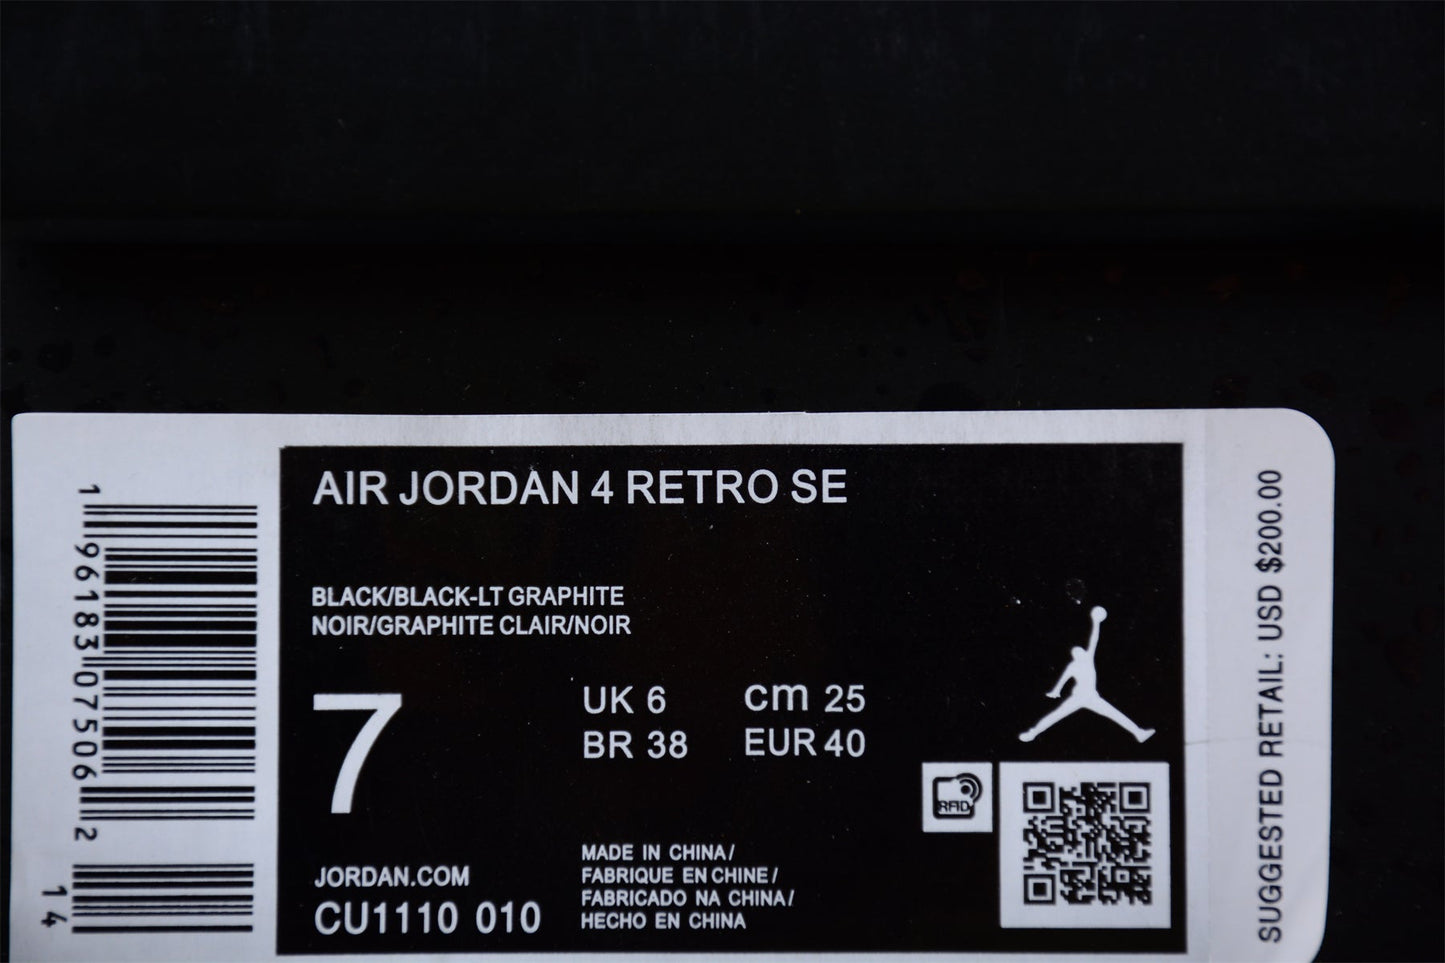 AIR JORDAN 4 RETRO SE
BLACK/BLACK-LT GRAPHITE
NOIR/GRAPHITE CLAIR/NOIR
7
UK 6
cm 25
BR 38
EUR 40
RFID
JORDAN.COM
CU1110 010
MADE IN CHINA/
FABRIQUE EN CHINE/
FABRICADO NA CHINA/
HECHO EN CHINA
1 96183 07506 2
14
SUGGESTED RETAIL: USD $200.00